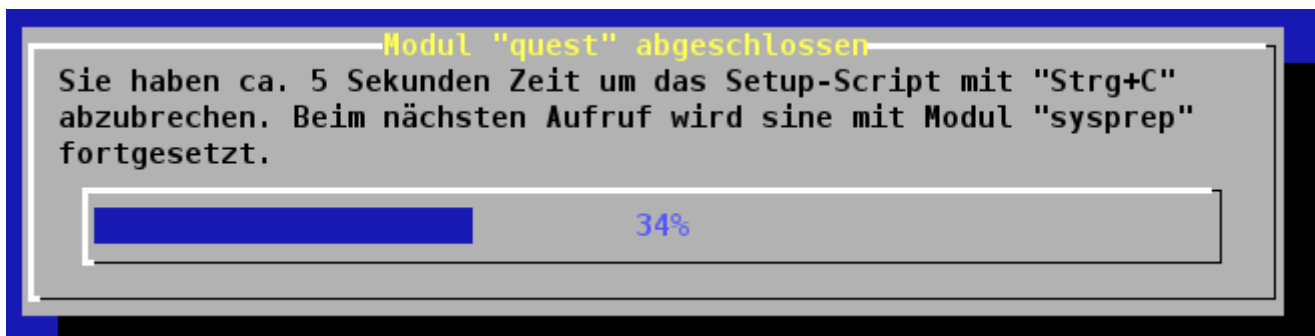 Modul "quest" abgeschlossen
Sie haben ca. 5 Sekunden Zeit um das Setup-Script mit "Strg+C"
abzubrechen. Beim nächsten Aufruf wird sine mit Modul "sysprep"
fortgesetzt.
34%